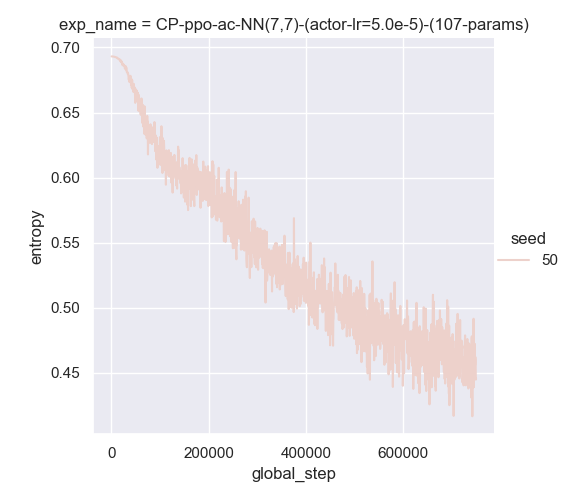 exp_name = CP-ppo-ac-NN(7,7)-(actor-lr=5.0e-5)-(107-params)
0.70
0.65
0.60
0.55
0.50
0.45
entropy
0
200000
400000
600000
global_step
seed
50